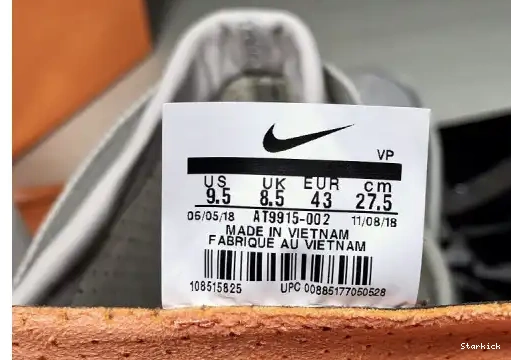 VP
US UK EUR cm
9.5 8.5 43 27.5
06/05/18 AT9915-002 11/08/18
MADE IN VIETNAM
FABRIQUE AU VIETNAM
108515825 UPC 00885177050528
Starkick